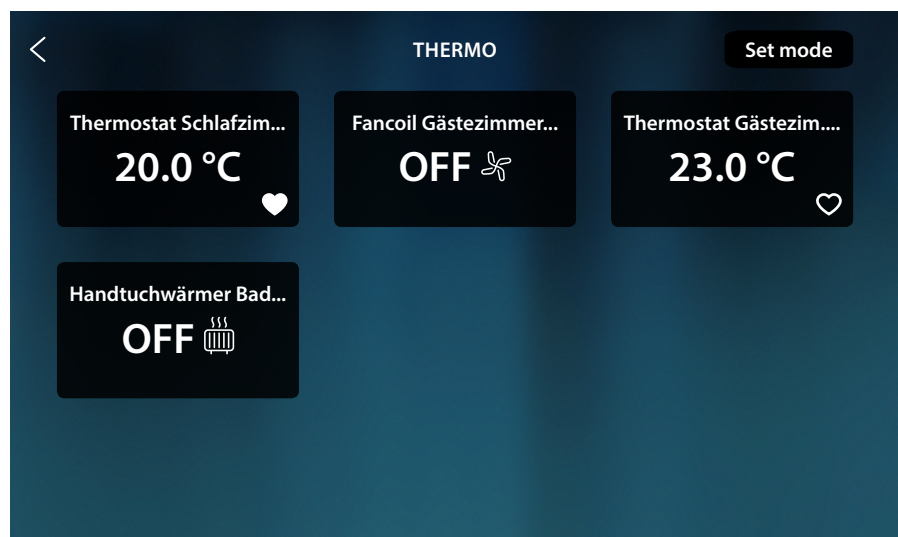 THERMO
Set mode
Thermostat Schlafzim...
20.0 °C
Fancoil Gästezimmer...
OFF
Thermostat Gästezim....
23.0 °C
Handtuchwärmer Bad...
OFF